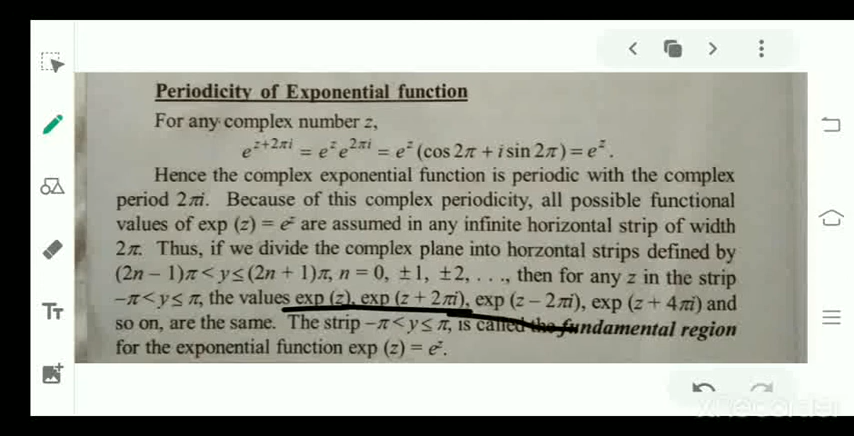 Periodicity of Exponential function
For any complex number z,
e^{z+2πi} = e^z e^{2πi} = e^z (cos 2π + i sin 2π) = e^z.
Hence the complex exponential function is periodic with the complex
period 2πi. Because of this complex periodicity, all possible functional
values of exp (z) = e^z are assumed in any infinite horizontal strip of width
2π. Thus, if we divide the complex plane into horzontal strips defined by
(2n – 1)π < y ≤ (2n + 1)π, n = 0, ±1, ±2, . . ., then for any z in the strip
–π < y ≤ π, the values exp (z), exp (z + 2πi), exp (z – 2πi), exp (z + 4πi) and
so on, are the same. The strip –π < y ≤ π, is called the fundamental region
for the exponential function exp (z) = e^z.
Tт
XRecorder